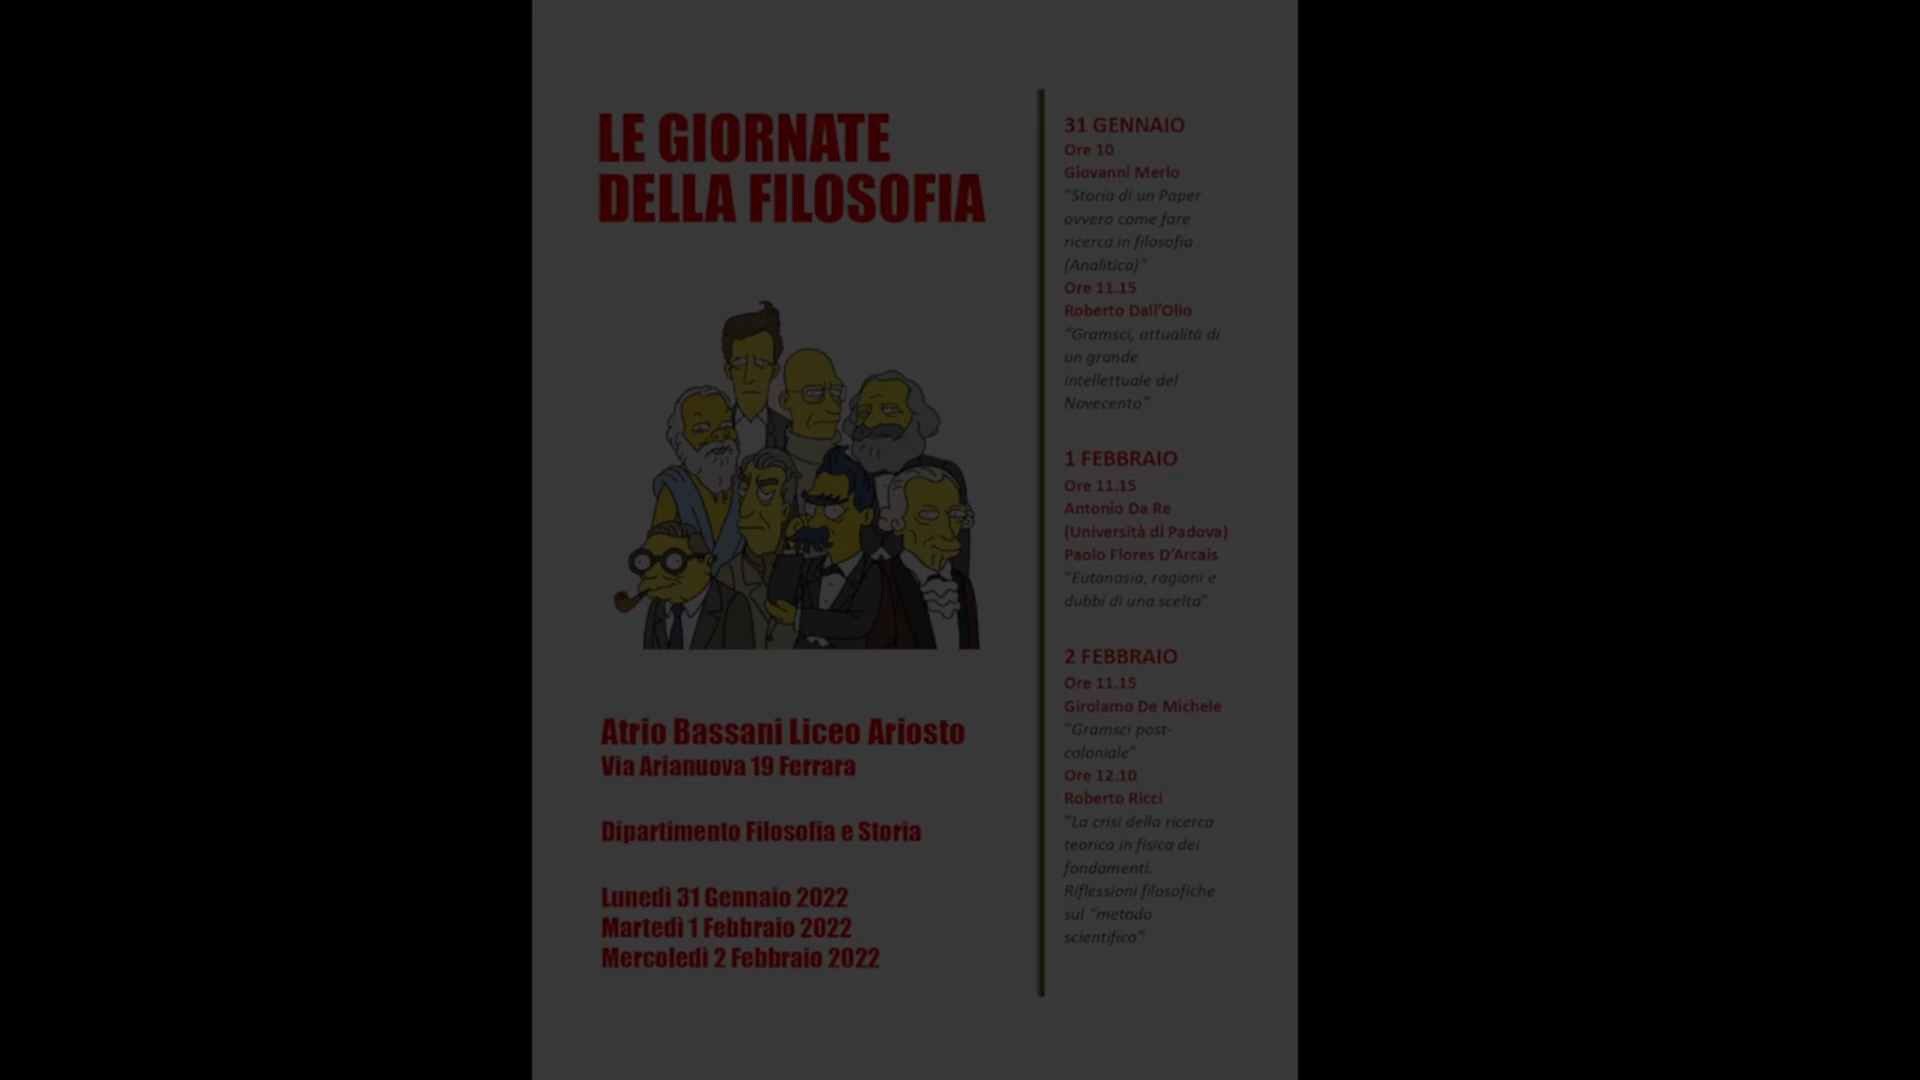 LE GIORNATE
DELLA FILOSOFIA
Atrio Bassani Liceo Ariosto
Via Arianuova 19 Ferrara
Dipartimento Filosofia e Storia
Lunedì 31 Gennaio 2022
Martedì 1 Febbraio 2022
Mercoledì 2 Febbraio 2022
31 GENNAIO
Ore 10
Giovanni Merlo
“Storia di un Paper
ovvero come fare
ricerca in filosofia
(Analitica)”
Ore 11.15
Roberto Dall’Olio
“Gramsci, attualità di
un grande
intellettuale del
Novecento”
1 FEBBRAIO
Ore 11.15
Antonio Da Re
(Università di Padova)
Paolo Flores D’Arcais
“Eutanasia, ragioni e
dubbi di una scelta”
2 FEBBRAIO
Ore 11.15
Girolamo De Michele
“Gramsci post-
coloniale”
Ore 12.10
Roberto Ricci
“La crisi della ricerca
teorica in fisica dei
fondamenti.
Riflessioni filosofiche
sul “metodo
scientifico”